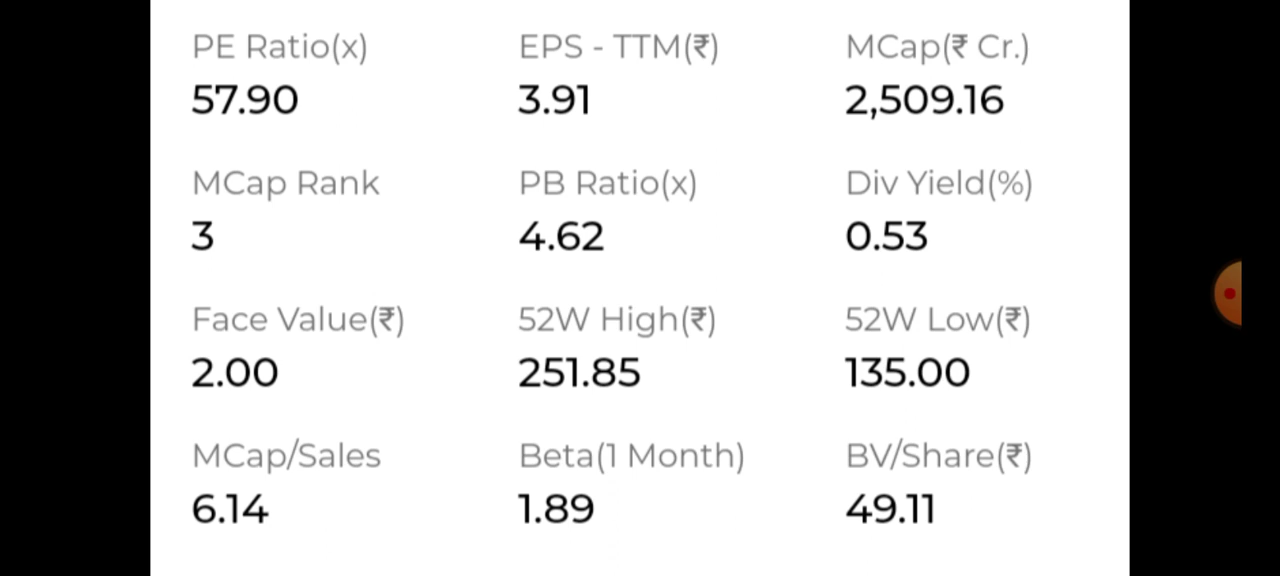 PE Ratio(x) EPS - TTM(₹) MCap(₹ Cr.)
57.90 3.91 2,509.16
MCap Rank PB Ratio(x) Div Yield(%)
3 4.62 0.53
Face Value(₹) 52W High(₹) 52W Low(₹)
2.00 251.85 135.00
MCap/Sales Beta(1 Month) BV/Share(₹)
6.14 1.89 49.11